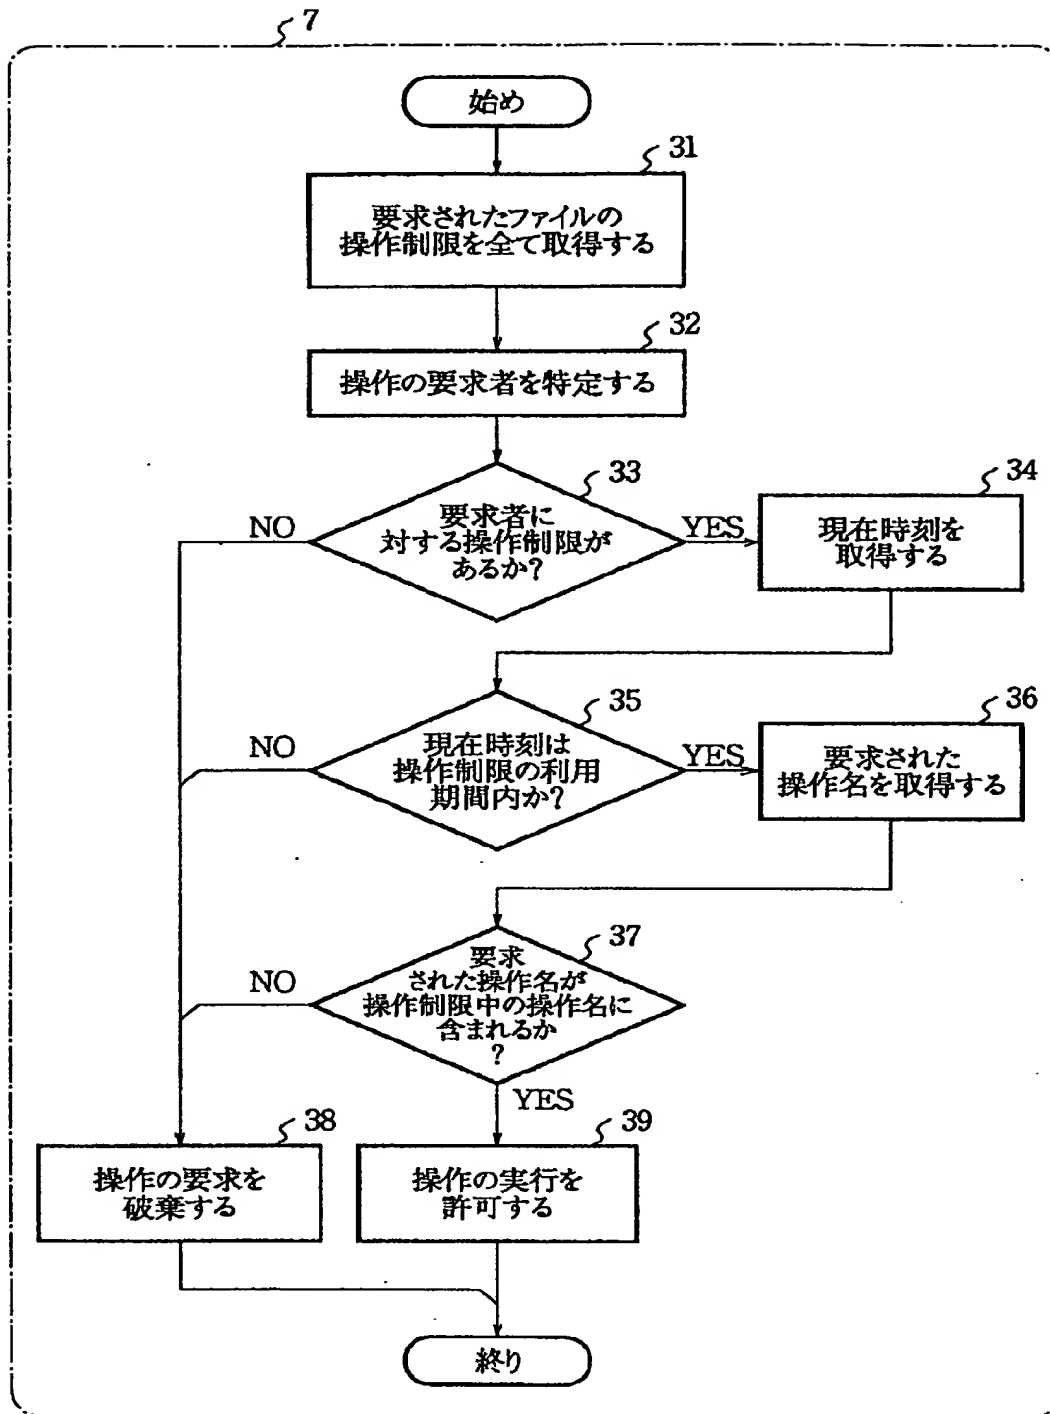 7
始め
31
要求されたファイルの
操作制限を全て取得する
32
操作の要求者を特定する
33
要求者に
対する操作制限が
あるか?
NO
YES
34
現在時刻を
取得する
35
現在時刻は
操作制限の利用
期間内か?
NO
YES
36
要求された
操作名を取得する
37
要求
された操作名が
操作制限中の操作名に
含まれるか
?
NO
YES
38
操作の要求を
破棄する
39
操作の実行を
許可する
終り